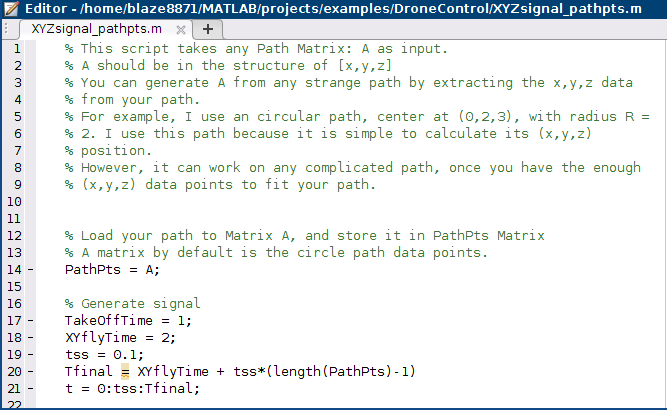 Editor - /home/blaze8871/MATLAB/projects/examples/DroneControl/XYZsignal_pathpts.m
XYZsignal_pathpts.m × +
1 % This script takes any Path Matrix: A as input.
2 % A should be in the structure of [x,y,z]
3 % You can generate A from any strange path by extracting the x,y,z data
4 % from your path.
5 % For example, I use an circular path, center at (0,2,3), with radius R =
6 % 2. I use this path because it is simple to calculate its (x,y,z)
7 % position.
8 % However, it can work on any complicated path, once you have the enough
9 % (x,y,z) data points to fit your path.
10
11
12 % Load your path to Matrix A, and store it in PathPts Matrix
13 % A matrix by default is the circle path data points.
14 - PathPts = A;
15
16 % Generate signal
17 - TakeOffTime = 1;
18 - XYflyTime = 2;
19 - tss = 0.1;
20 - Tfinal = XYflyTime + tss*(length(PathPts)-1)
21 - t = 0:tss:Tfinal;
22